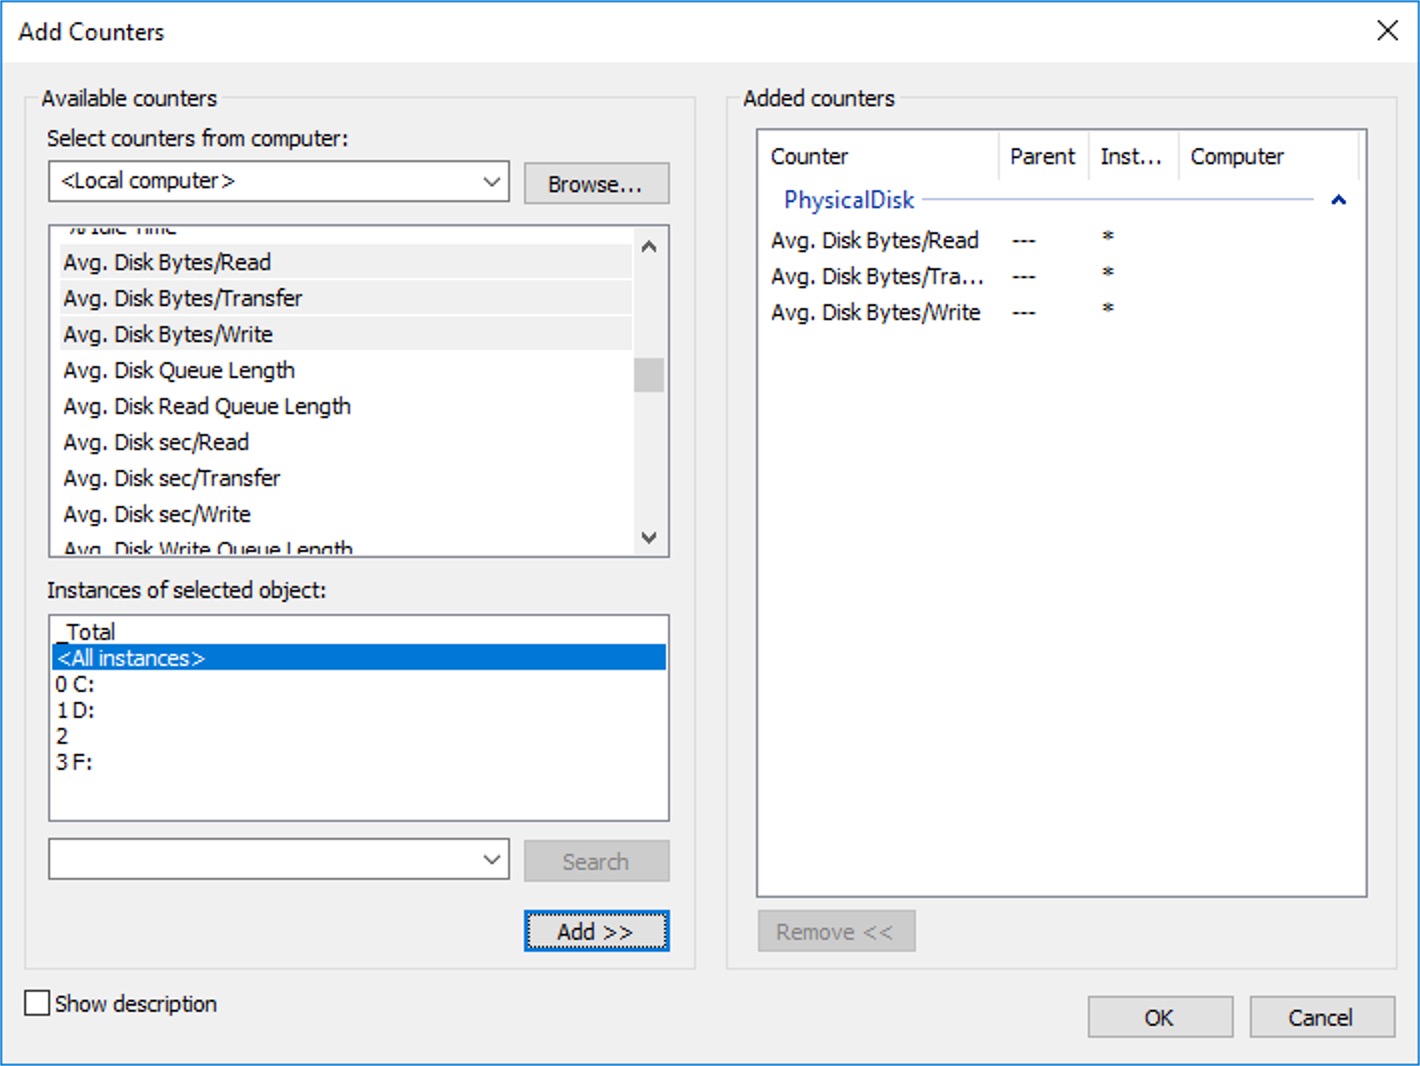 Add Counters
Available counters
Select counters from computer:
<Local computer>
Browse...
% Idle Time
Avg. Disk Bytes/Read
Avg. Disk Bytes/Transfer
Avg. Disk Bytes/Write
Avg. Disk Queue Length
Avg. Disk Read Queue Length
Avg. Disk sec/Read
Avg. Disk sec/Transfer
Avg. Disk sec/Write
Avg. Disk Write Queue Length
Instances of selected object:
_Total
<All instances>
0 C:
1 D:
2
3 F:
Search
Add >>
Show description
Added counters
Counter Parent Inst... Computer
PhysicalDisk
Avg. Disk Bytes/Read --- *
Avg. Disk Bytes/Tra... --- *
Avg. Disk Bytes/Write --- *
Remove <<
OK
Cancel